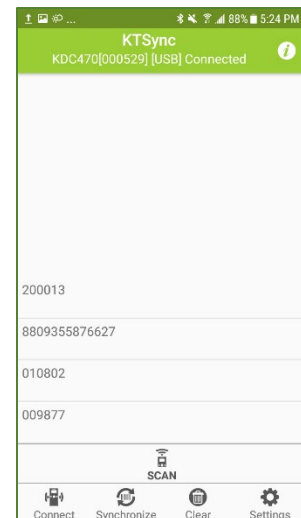 ... 88% 5:24 PM
KTSync
KDC470[000529] [USB] Connected
200013
8809355876627
010802
009877
SCAN
Connect Synchronize Clear Settings